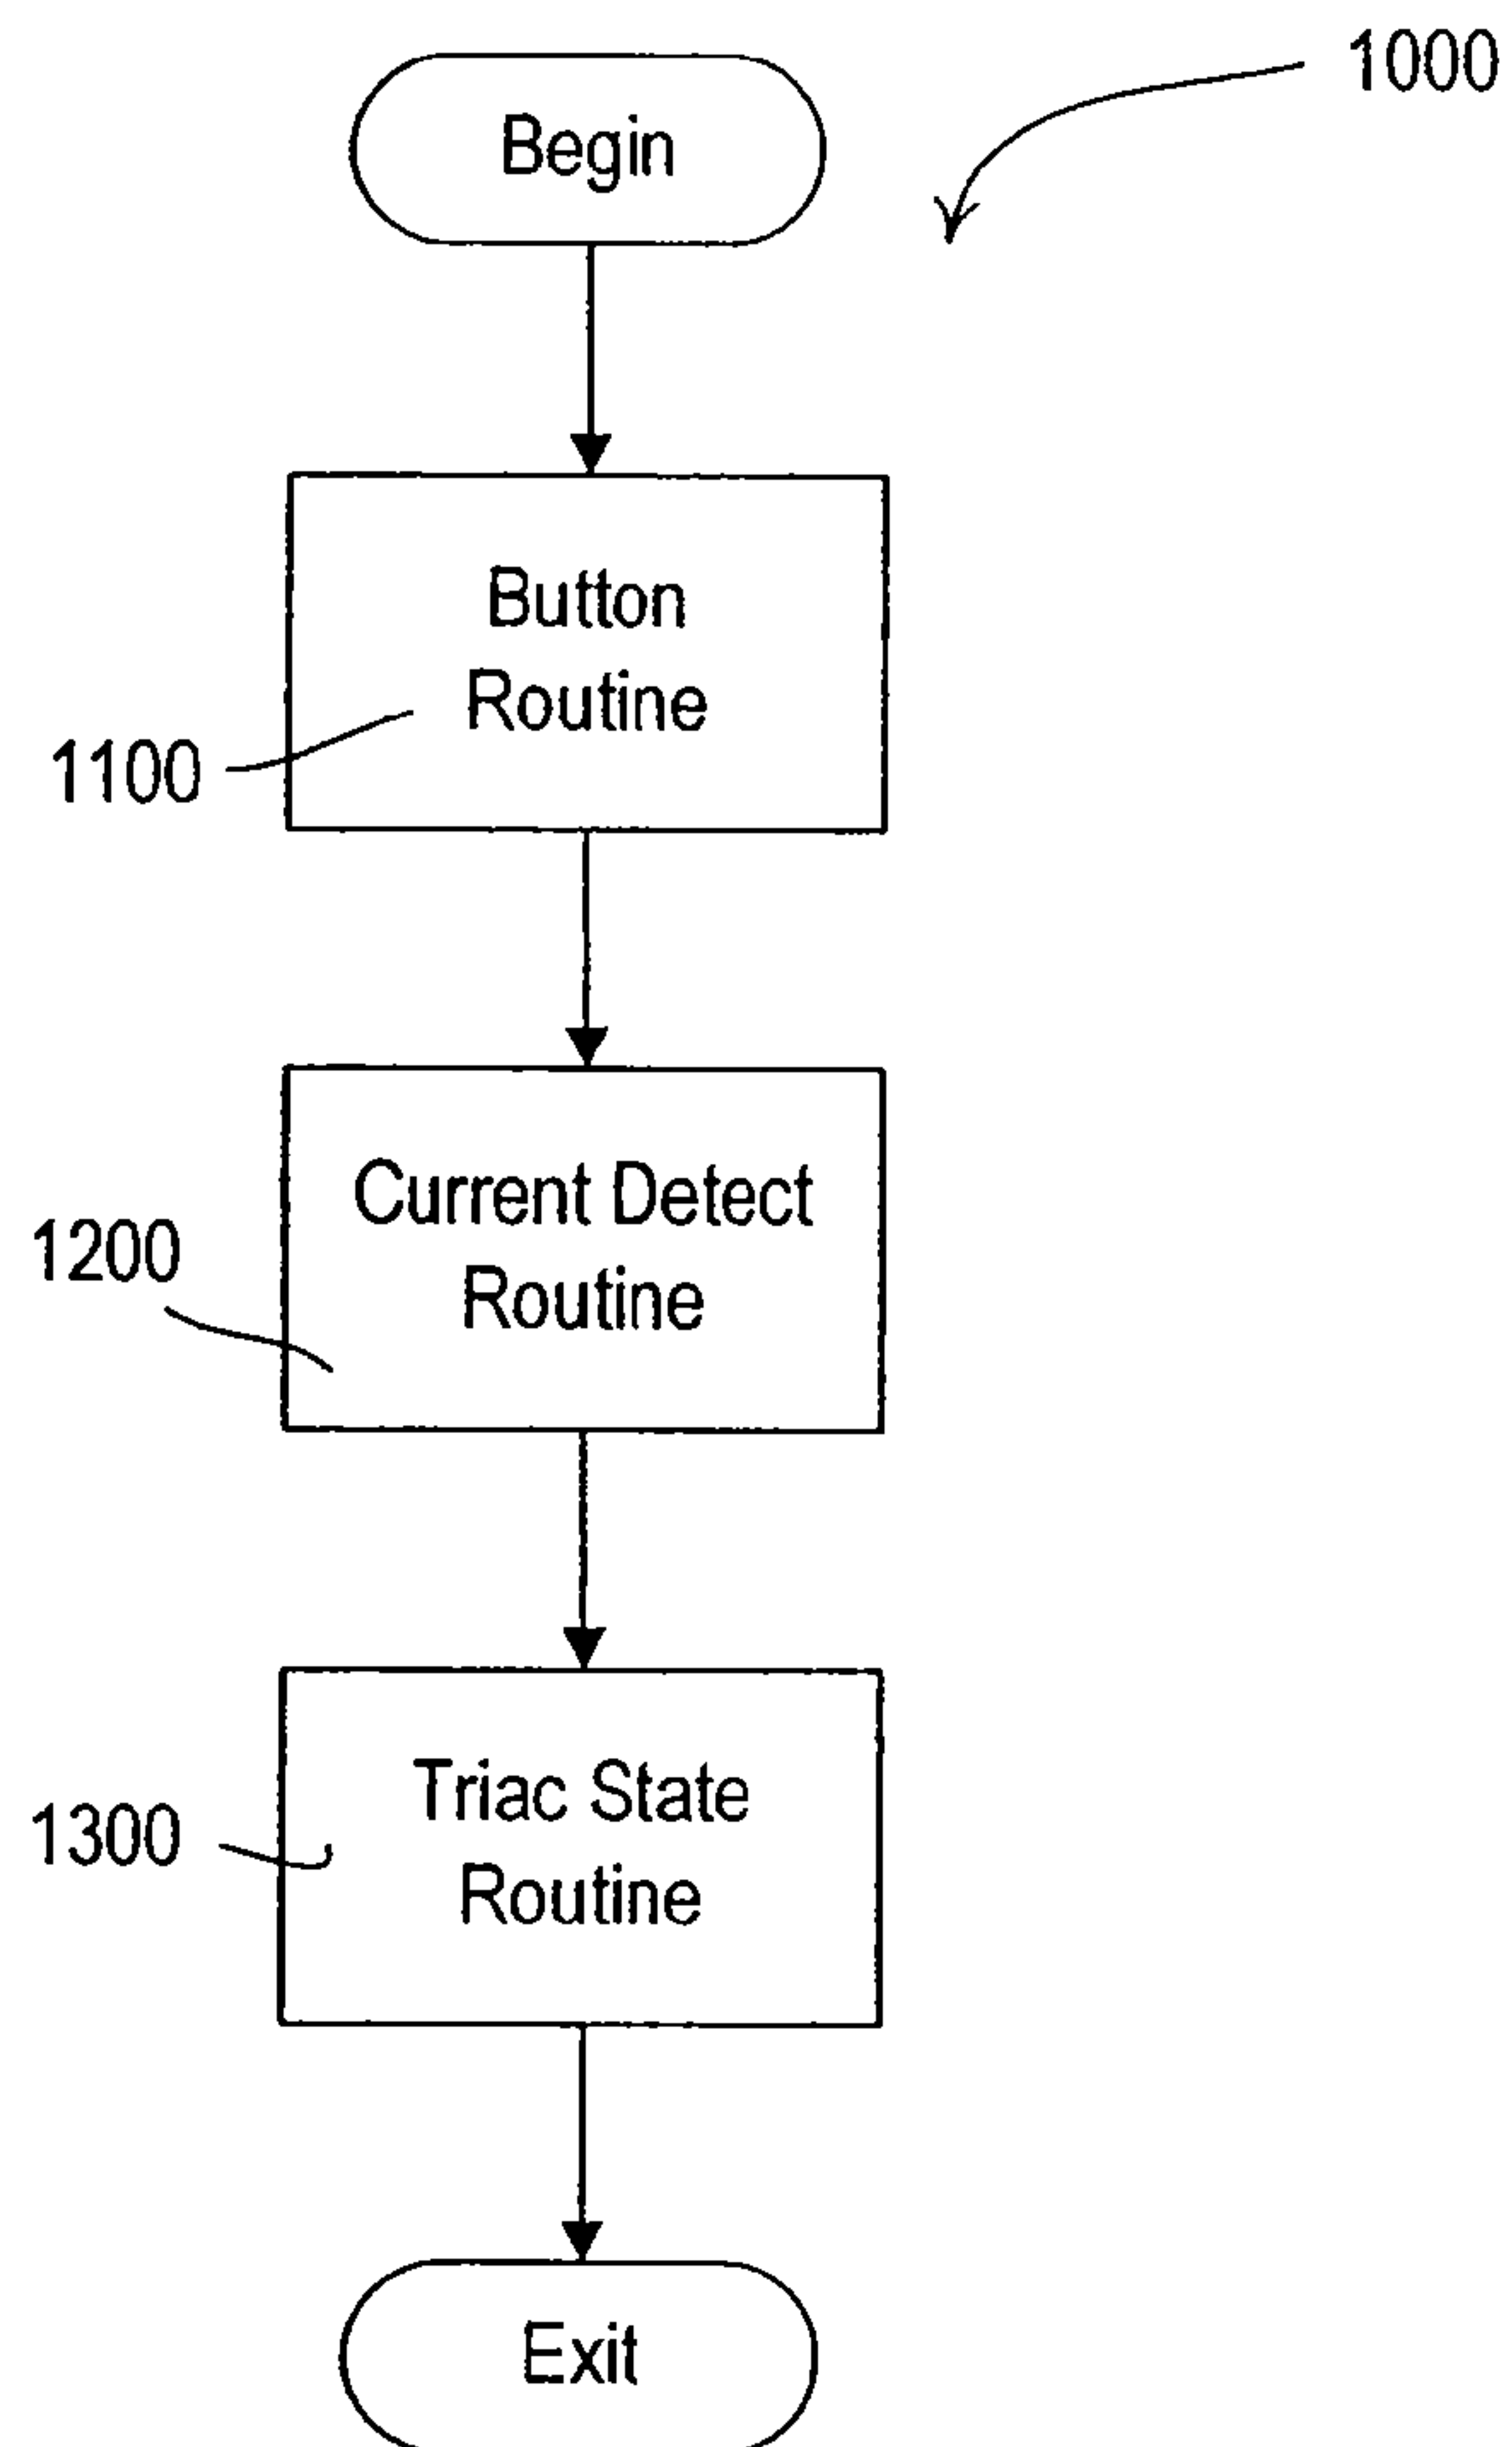 1000
Begin
Button
Routine
1100
Current Detect
Routine
1200
Triac State
Routine
1300
Exit